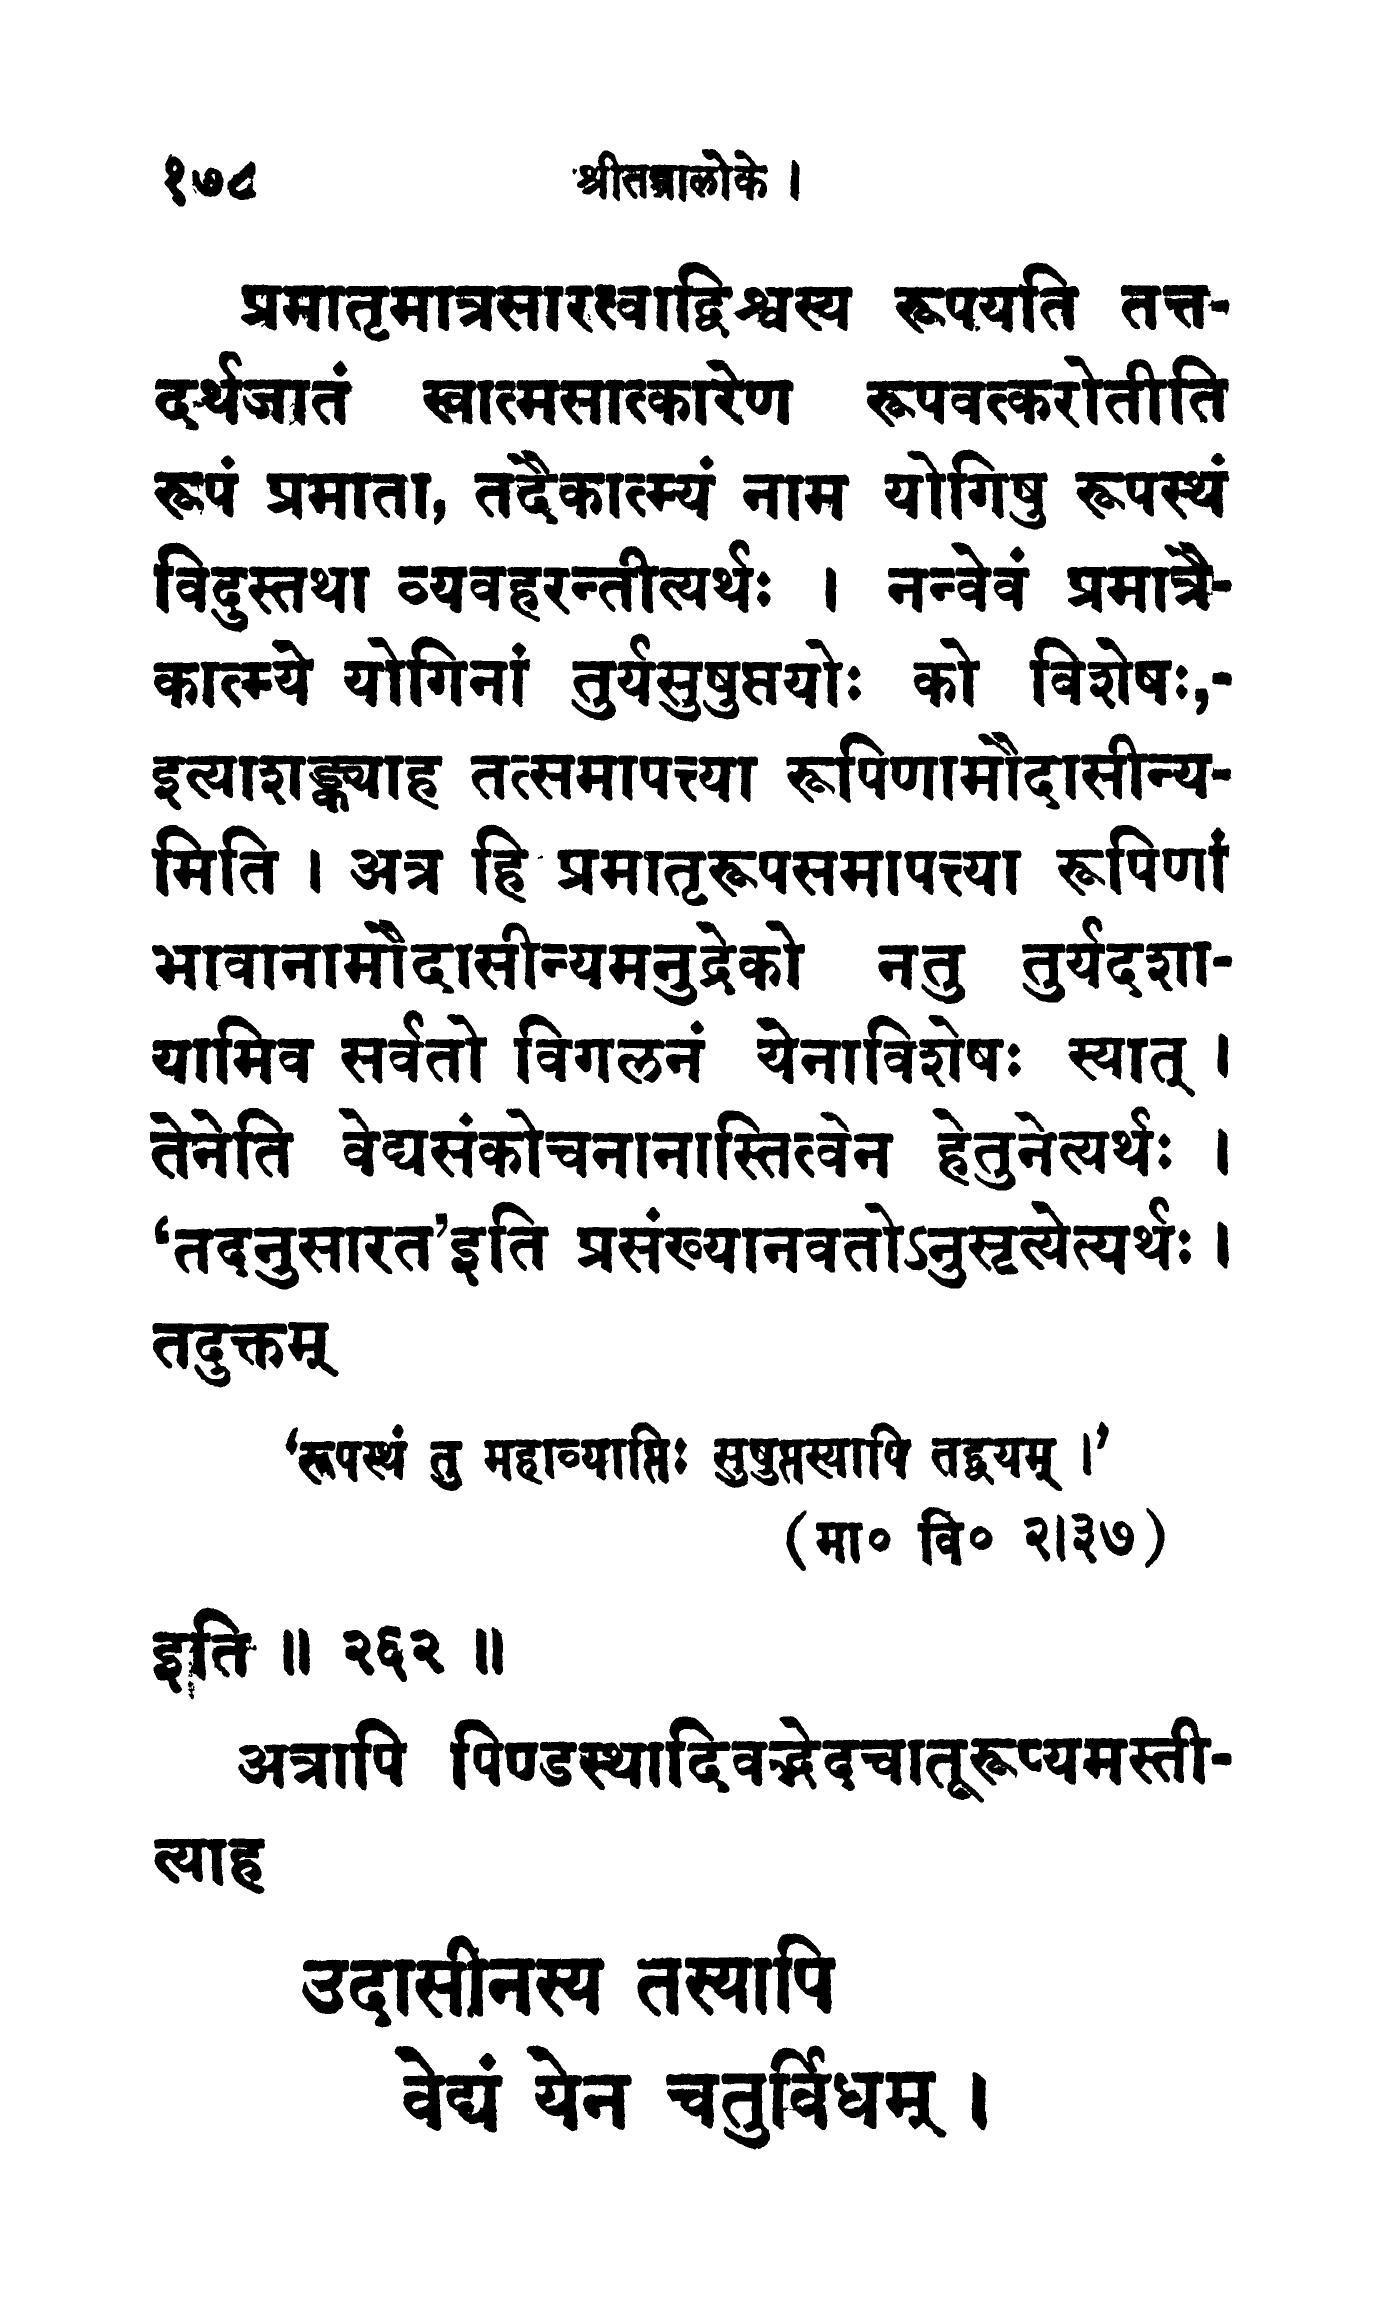 १७८ श्रीतन्त्रालोके ।
प्रमातृमात्रसारत्वाद्विश्वस्य रूपयति तत्त-
दर्थजातं स्वात्मसात्कारेण रूपवत्करोतीति
रूपं प्रमाता, तदैकात्म्यं नाम योगिषु रूपस्थं
विदुस्तथा व्यवहरन्तीत्यर्थः । नन्वेवं प्रमात्रै-
कात्म्ये योगिनां तुर्यसुषुप्तयोः को विशेषः,-
इत्याशङ्क्याह तत्समापत्त्या रूपिणामौदासीन्य-
मिति । अत्र हि प्रमातृरूपसमापत्त्या रूपिणां
भावानामौदासीन्यमनुद्रेको नतु तुर्यदशा-
यामिव सर्वतो विगलनं येनाविशेषः स्यात् ।
तेनेति वेद्यसंकोचनानास्तित्वेन हेतुनेत्यर्थः ।
‘तदनुसारत’इति प्रसंख्यानवतोऽनुसृत्येत्यर्थः ।
तदुक्तम्
‘रूपस्थं तु महाव्याप्तिः सुषुप्तस्यापि तद्द्वयम् ।’
(मा० वि० २।३७)
इति ॥ २६२ ॥
अत्रापि पिण्डस्थादिवद्भेदचातूरूप्यमस्ती-
त्याह
उदासीनस्य तस्यापि
वेद्यं येन चतुर्विधम् ।